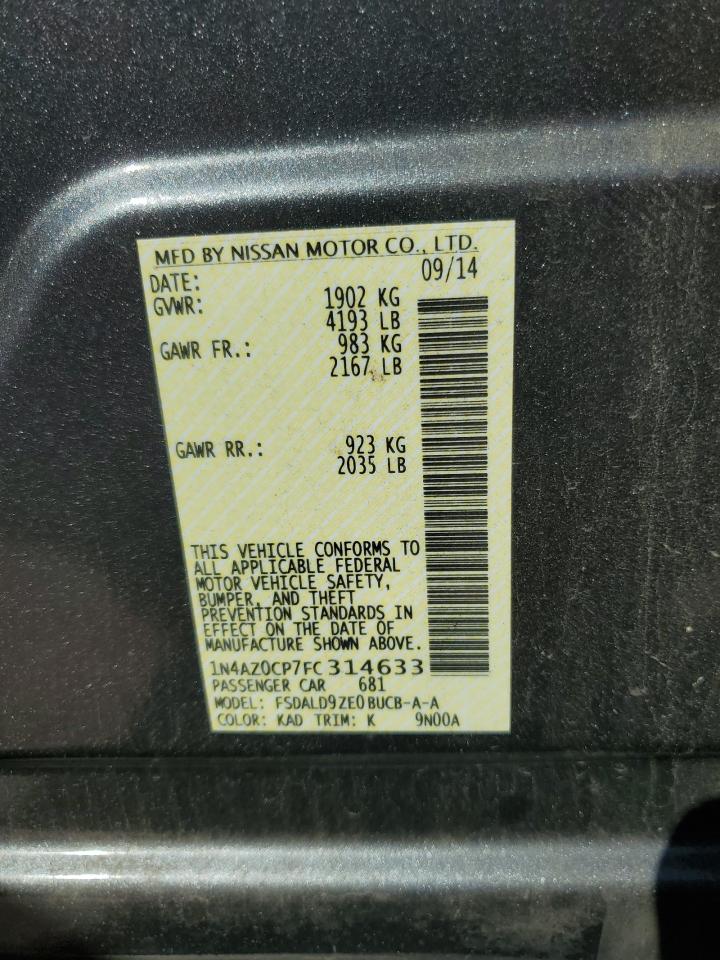 MFD BY NISSAN MOTOR CO., LTD.
DATE: 09/14
GVWR: 1902 KG
4193 LB
GAWR FR.: 983 KG
2167 LB
GAWR RR.: 923 KG
2035 LB
THIS VEHICLE CONFORMS TO
ALL APPLICABLE FEDERAL
MOTOR VEHICLE SAFETY,
BUMPER, AND THEFT
PREVENTION STANDARDS IN
EFFECT ON THE DATE OF
MANUFACTURE SHOWN ABOVE.
1N4AZ0CP7FC314633
PASSENGER CAR 681
MODEL: FSDALD9ZE0BUCB-A-A
COLOR: KAD TRIM: K 9N00A